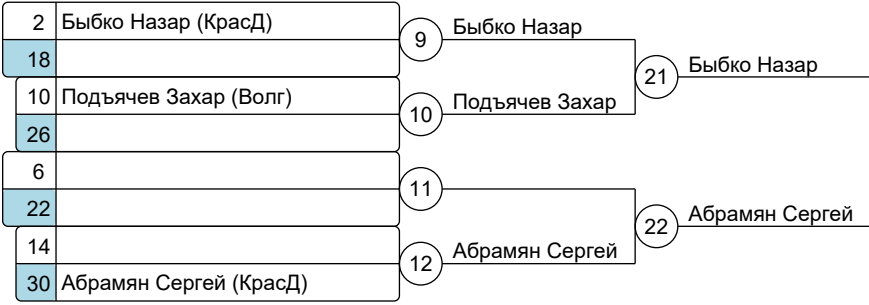 2 Быбко Назар (КрасД)
18
9 Быбко Назар
10 Подъячев Захар (Волг)
26
10 Подъячев Захар
21 Быбко Назар
6
22
11
14
30 Абрамян Сергей (КрасД)
12 Абрамян Сергей
22 Абрамян Сергей